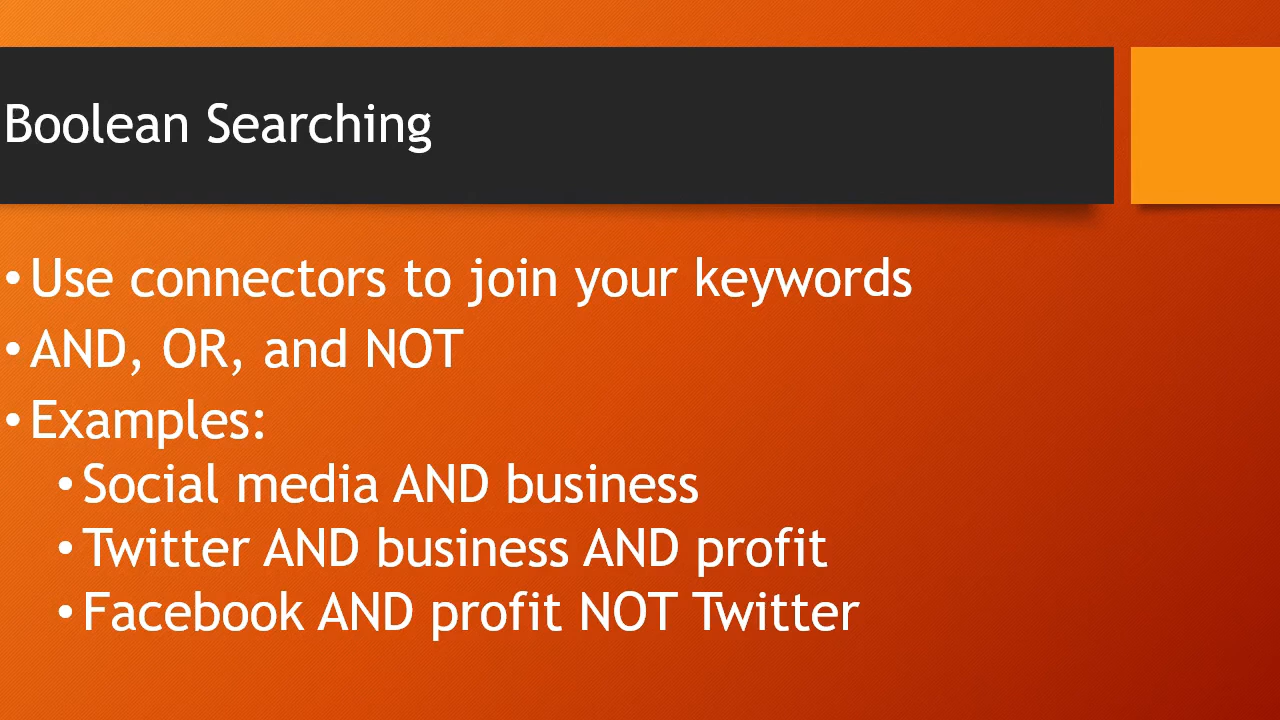 Boolean Searching
• Use connectors to join your keywords
• AND, OR, and NOT
• Examples:
• Social media AND business
• Twitter AND business AND profit
• Facebook AND profit NOT Twitter